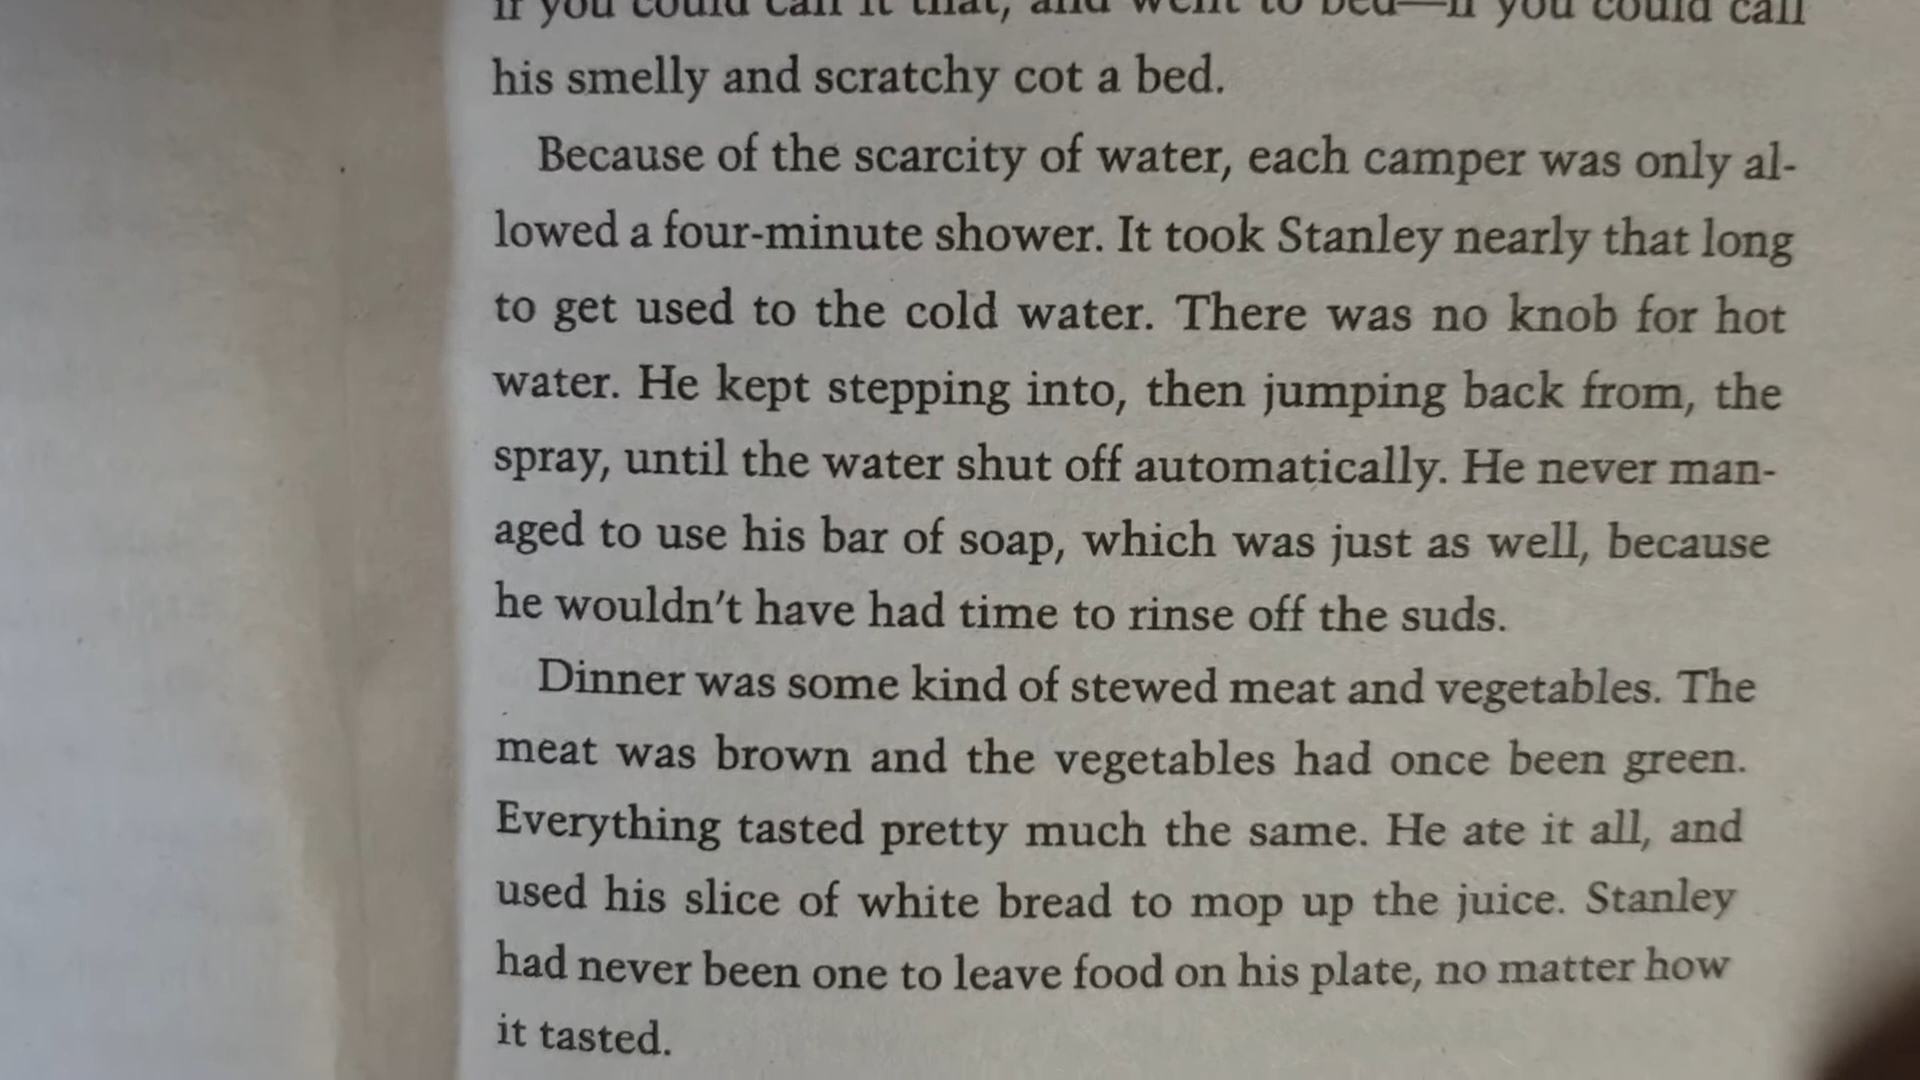 if you could call it that, and went to bed—if you could call
his smelly and scratchy cot a bed.
Because of the scarcity of water, each camper was only al-
lowed a four-minute shower. It took Stanley nearly that long
to get used to the cold water. There was no knob for hot
water. He kept stepping into, then jumping back from, the
spray, until the water shut off automatically. He never man-
aged to use his bar of soap, which was just as well, because
he wouldn't have had time to rinse off the suds.
Dinner was some kind of stewed meat and vegetables. The
meat was brown and the vegetables had once been green.
Everything tasted pretty much the same. He ate it all, and
used his slice of white bread to mop up the juice. Stanley
had never been one to leave food on his plate, no matter how
it tasted.